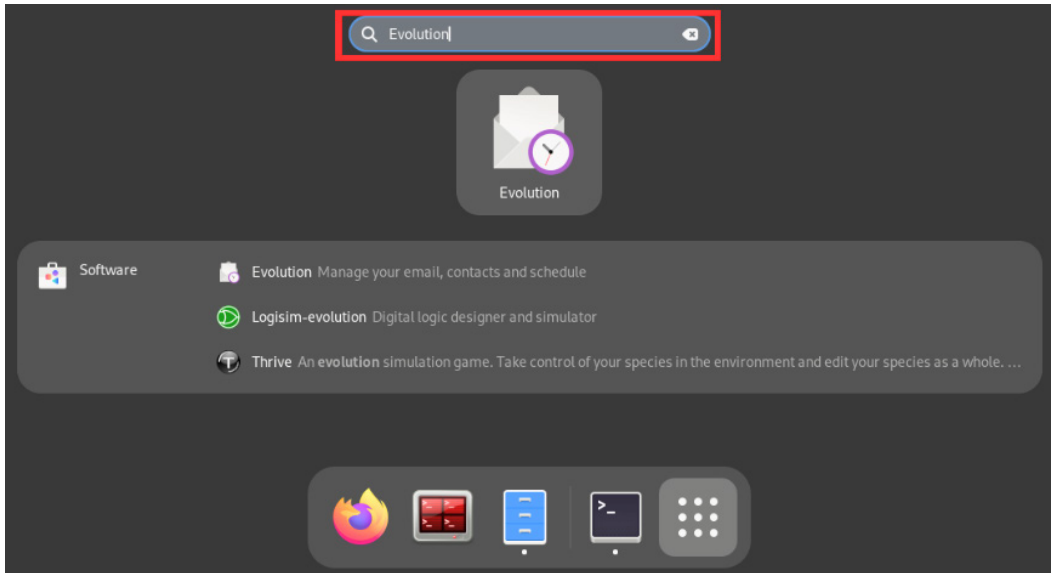 Evolution
Evolution
Software
Evolution Manage your email, contacts and schedule
Logisim-evolution Digital logic designer and simulator
Thrive An evolution simulation game. Take control of your species in the environment and edit your species as a whole. ...